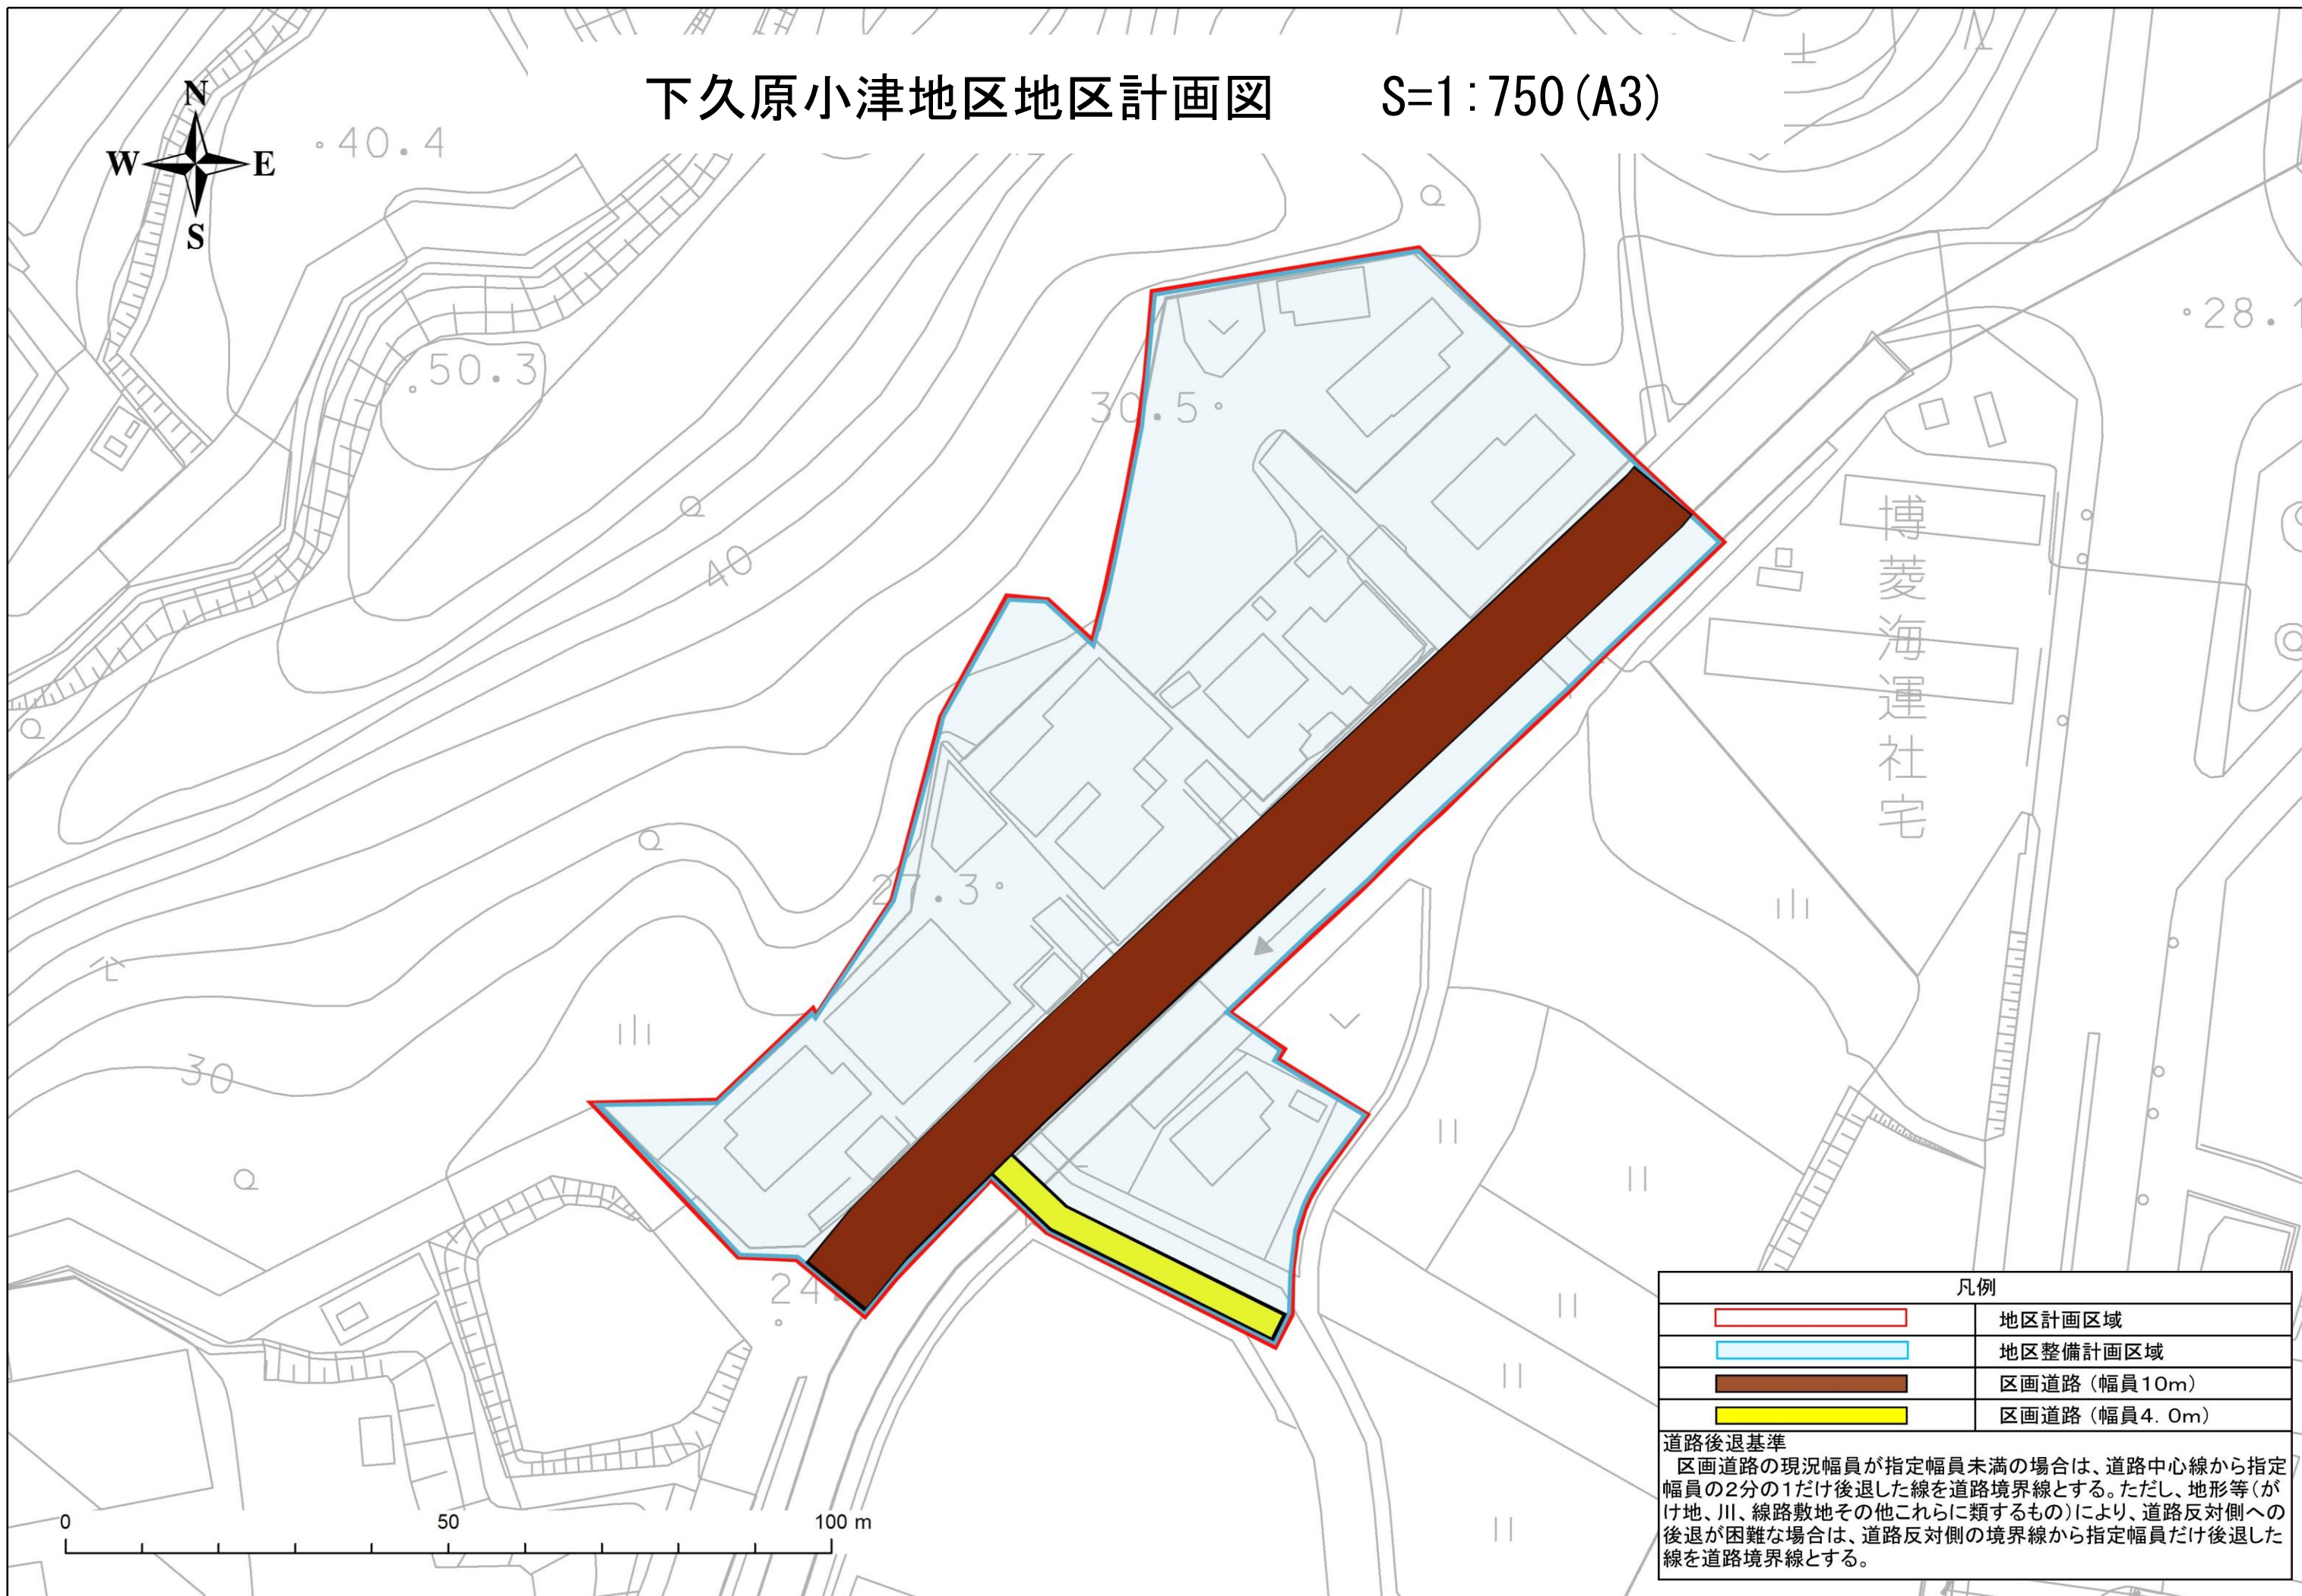 下久原小津地区地区計画図　　S=1:750(A3)
N
W E
S
40.4
50.3
28.1
30.5
40
博菱海運社宅
27.3
30
24.
凡例
地区計画区域
地区整備計画区域
区画道路（幅員10m）
区画道路（幅員4．0m）
道路後退基準
　区画道路の現況幅員が指定幅員未満の場合は、道路中心線から指定
幅員の2分の1だけ後退した線を道路境界線とする。ただし、地形等（が
け地、川、線路敷地その他これらに類するもの）により、道路反対側への
後退が困難な場合は、道路反対側の境界線から指定幅員だけ後退した
線を道路境界線とする。
0 50 100 m